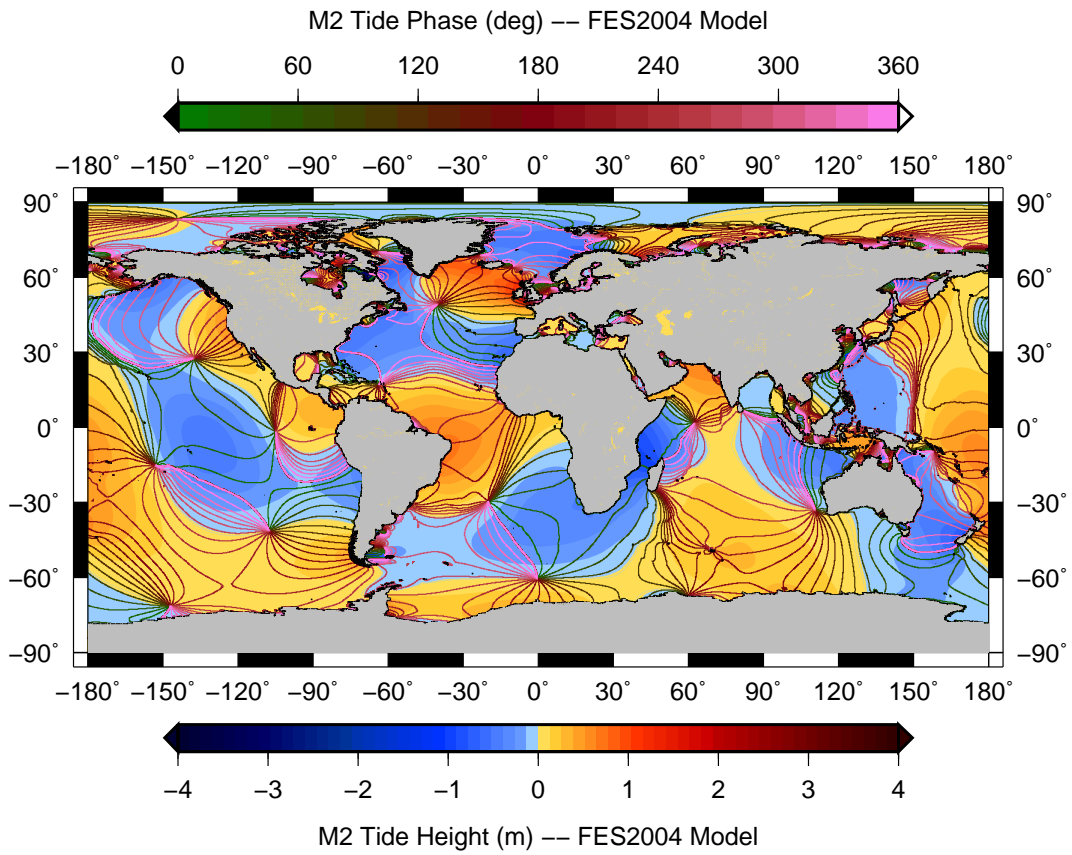 M2 Tide Phase (deg) −− FES2004 Model
0 60 120 180 240 300 360
−180˚ −150˚ −120˚ −90˚ −60˚ −30˚ 0˚ 30˚ 60˚ 90˚ 120˚ 150˚ 180˚
90˚ 90˚
60˚ 60˚
30˚ 30˚
0˚ 0˚
−30˚ −30˚
−60˚ −60˚
−90˚ −90˚
−180˚ −150˚ −120˚ −90˚ −60˚ −30˚ 0˚ 30˚ 60˚ 90˚ 120˚ 150˚ 180˚
−4 −3 −2 −1 0 1 2 3 4
M2 Tide Height (m) −− FES2004 Model